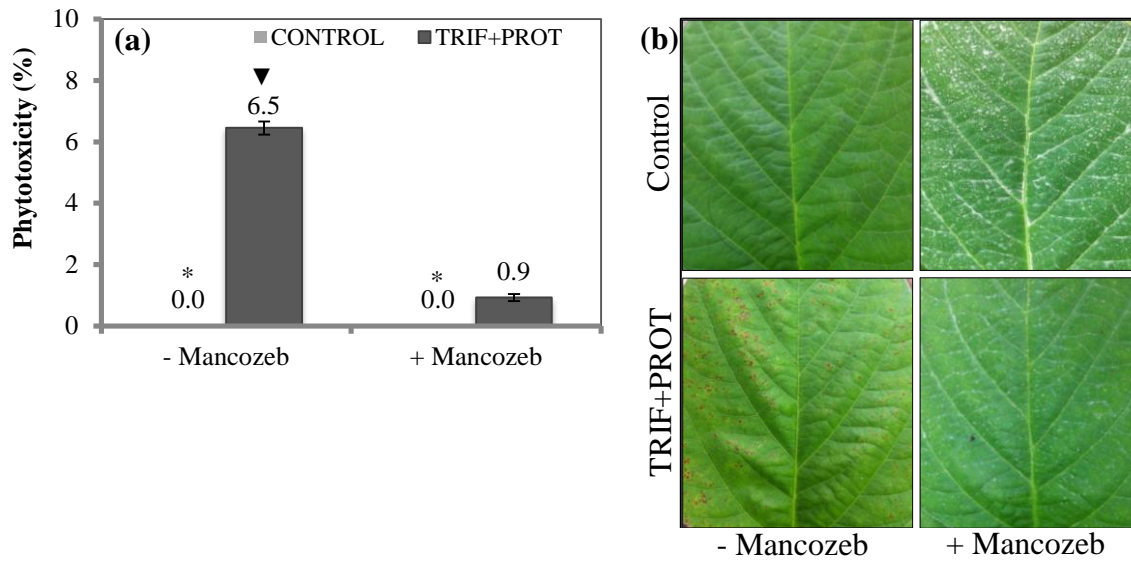 (a)
CONTROL TRIF+PROT
Phytotoxicity (%)
10
8
6
4
2
0
*
0.0
6.5
*
0.0
0.9
- Mancozeb + Mancozeb
(b)
Control
TRIF+PROT
- Mancozeb + Mancozeb